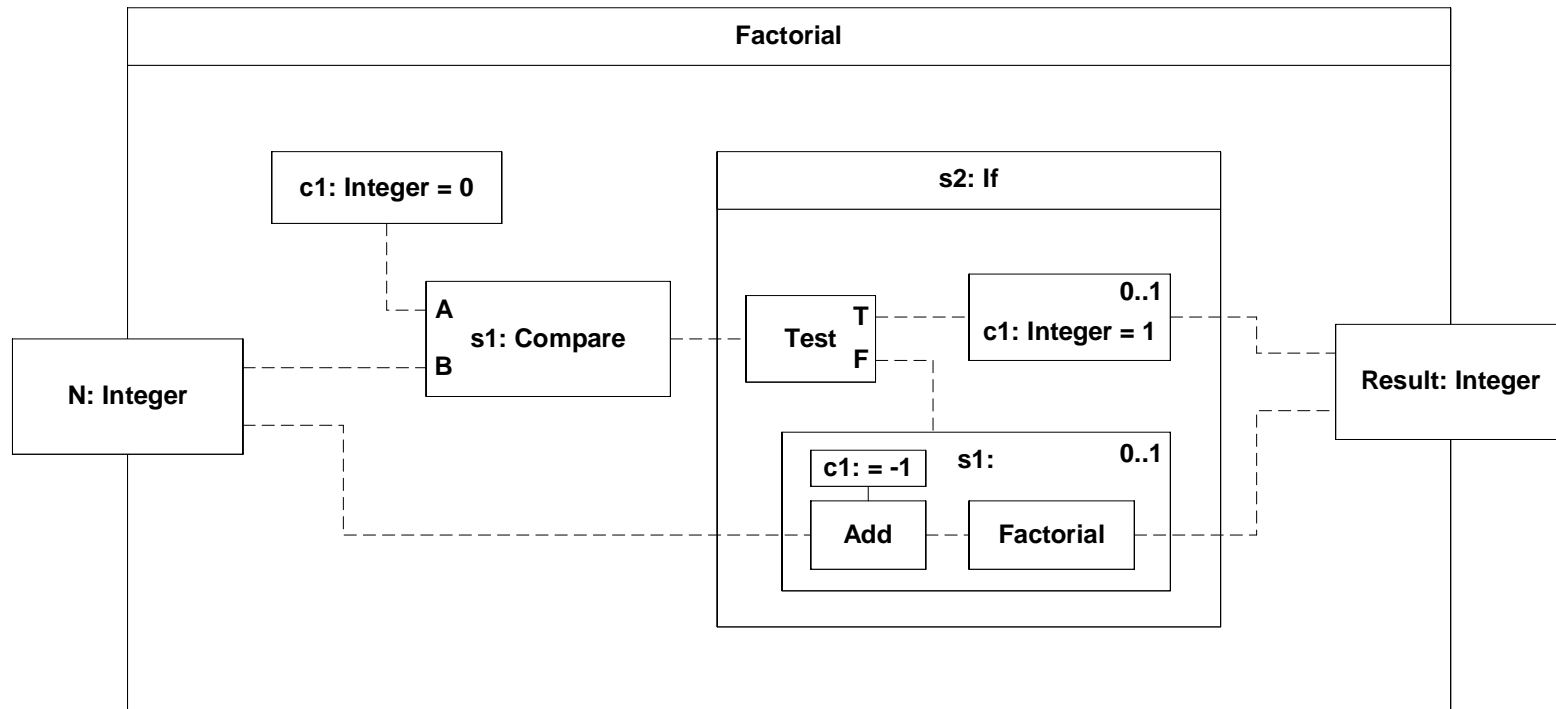 Factorial
c1: Integer = 0
s2: If
A
s1: Compare
B
Test
T
F
0..1
c1: Integer = 1
N: Integer
Result: Integer
s1:
0..1
c1: = -1
Add
Factorial